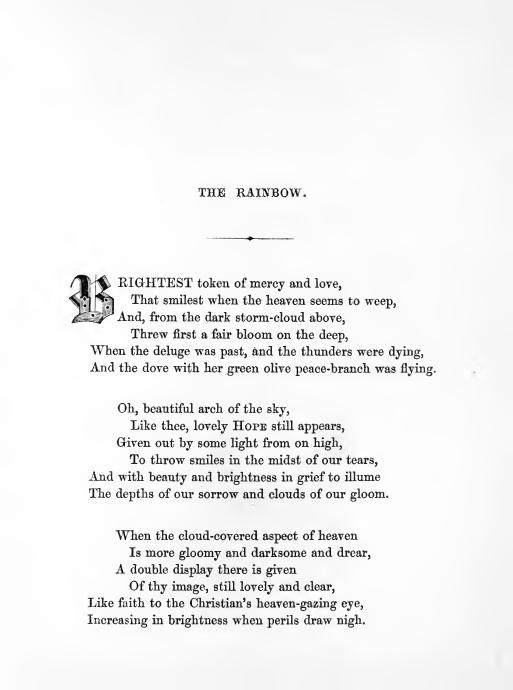 THE RAINBOW.
BRIGHTEST token of mercy and love,
That smilest when the heaven seems to weep,
And, from the dark storm-cloud above,
Threw first a fair bloom on the deep,
When the deluge was past, and the thunders were dying,
And the dove with her green olive peace-branch was flying.
Oh, beautiful arch of the sky,
Like thee, lovely HOPE still appears,
Given out by some light from on high,
To throw smiles in the midst of our tears,
And with beauty and brightness in grief to illume
The depths of our sorrow and clouds of our gloom.
When the cloud-covered aspect of heaven
Is more gloomy and darksome and drear,
A double display there is given
Of thy image, still lovely and clear,
Like faith to the Christian's heaven-gazing eye,
Increasing in brightness when perils draw nigh.